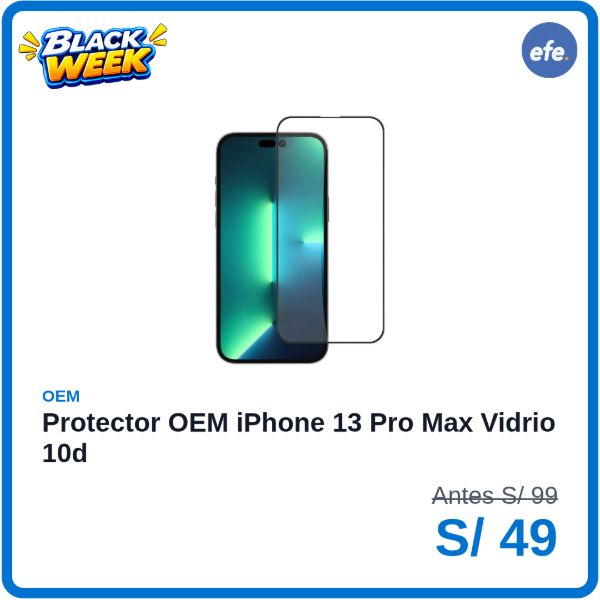 BLACK
WEEK
efe.
OEM
Protector OEM iPhone 13 Pro Max Vidrio
10d
Antes S/ 99
S/ 49